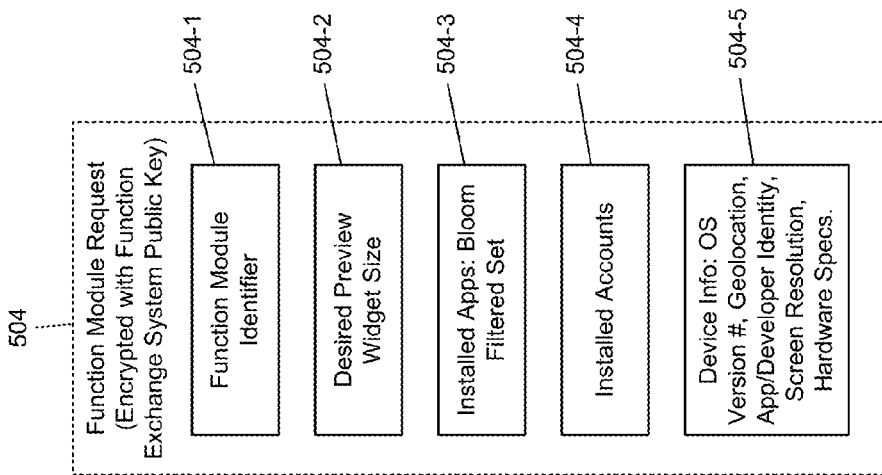 504
Function Module Request
(Encrypted with Function
Exchange System Public Key)
Function Module
Identifier
504-1
Desired Preview
Widget Size
504-2
Installed Apps: Bloom
Filtered Set
504-3
Installed Accounts
504-4
Device Info: OS
Version #, Geolocation,
App/Developer Identity,
Screen Resolution,
Hardware Specs.
504-5